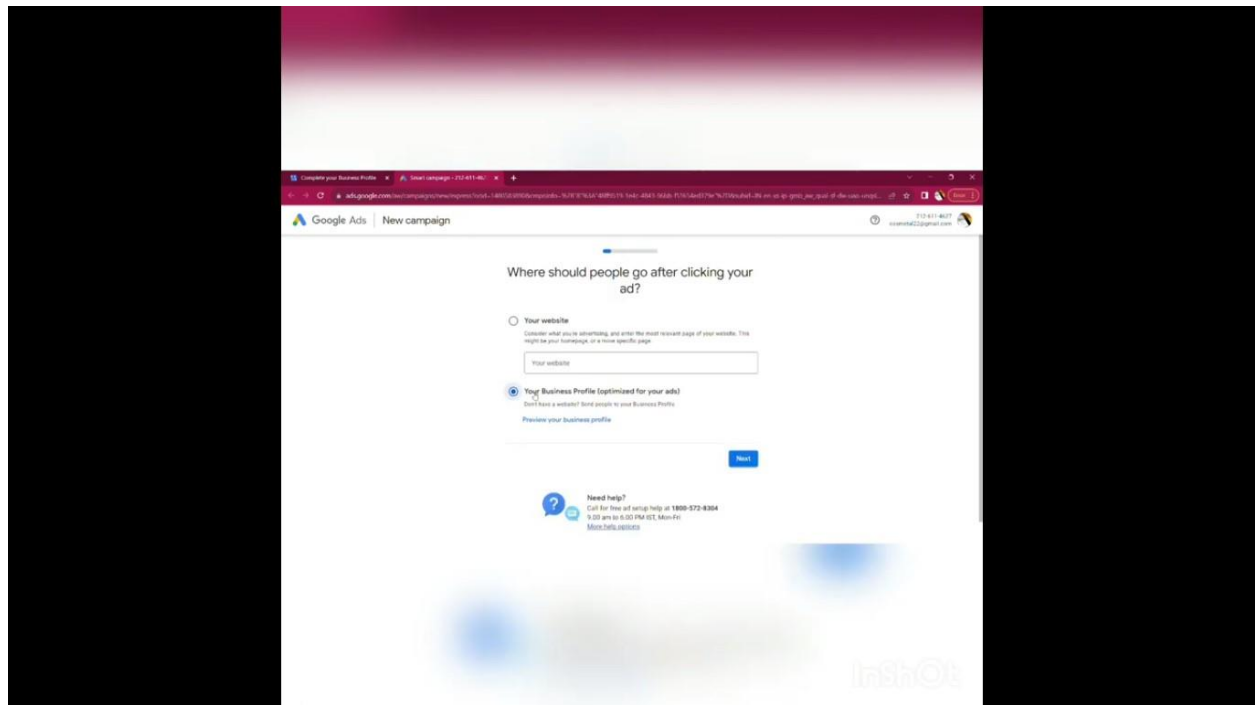 Complete your Business Profile
Smart campaign - 212-611-462
Google Ads
New campaign
Where should people go after clicking your
ad?
Your website
Consider what you're advertising, and enter the most relevant page of your website. This
might be your homepage, or a more specific page
Your website
Your Business Profile (optimized for your ads)
Don't have a website? Send people to your Business Profile
Preview your business profile
Next
Need help?
Call for free ad setup help at 1800-572-8304
9:00 am to 6:00 PM IST, Mon-Fri
More help options
InShOt